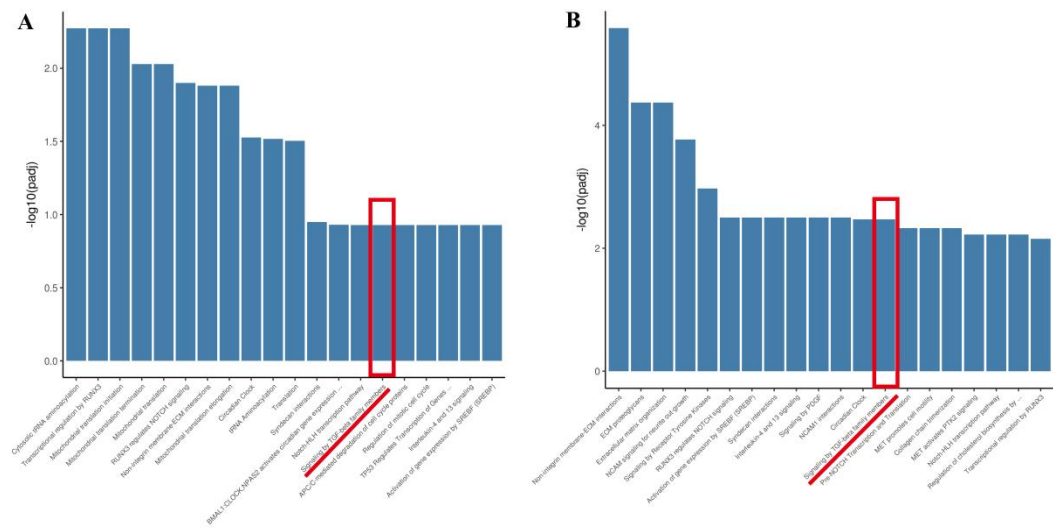 A
B
-log10(padj)
2.0
1.5
1.0
0.5
0.0
Cytosolic tRNA aminoacylation
Transcriptional regulation by RUNX3
Mitochondrial translation initiation
Mitochondrial translation termination
Mitochondrial translation
RUNX3 regulates NOTCH signaling
Non-integrin membrane-ECM interactions
Mitochondrial translation elongation
Circadian Clock
tRNA Aminoacylation
Translation
Syndecan interactions
BMAL1:CLOCK,NPAS2 activates circadian gene expression ...
Notch-HLH transcription pathway
Signaling by TGF-beta family members
APC/C-mediated degradation of cell cycle proteins
Regulation of mitotic cell cycle
TP53 Regulates Transcription of Genes ...
Interleukin-4 and 13 signaling
Activation of gene expression by SREBF (SREBP)
-log10(padj)
4
2
0
Non-integrin membrane-ECM interactions
ECM proteoglycans
Extracellular matrix organization
NCAM signaling for neurite out-growth
Signaling by Receptor Tyrosine Kinases
RUNX3 regulates NOTCH signaling
Activation of gene expression by SREBF (SREBP)
Syndecan interactions
Interleukin-4 and 13 signaling
Signaling by PDGF
NCAM1 interactions
Circadian Clock
Signaling by TGF-beta family members
Pre-NOTCH Transcription and Translation
MET promotes cell motility
Collagen chain trimerization
MET activates PTK2 signaling
Notch-HLH transcription pathway
Regulation of cholesterol biosynthesis by ...
Transcriptional regulation by RUNX3